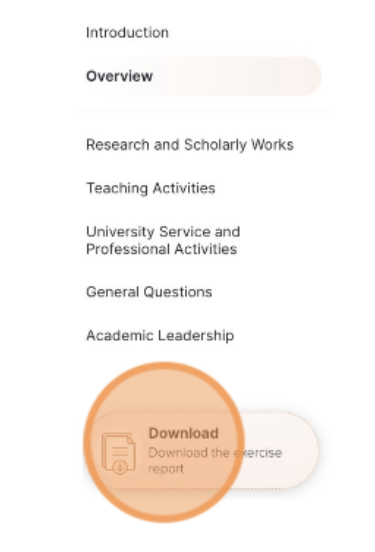 Introduction
Overview
Research and Scholarly Works
Teaching Activities
University Service and
Professional Activities
General Questions
Academic Leadership
Download
Download the exercise
report